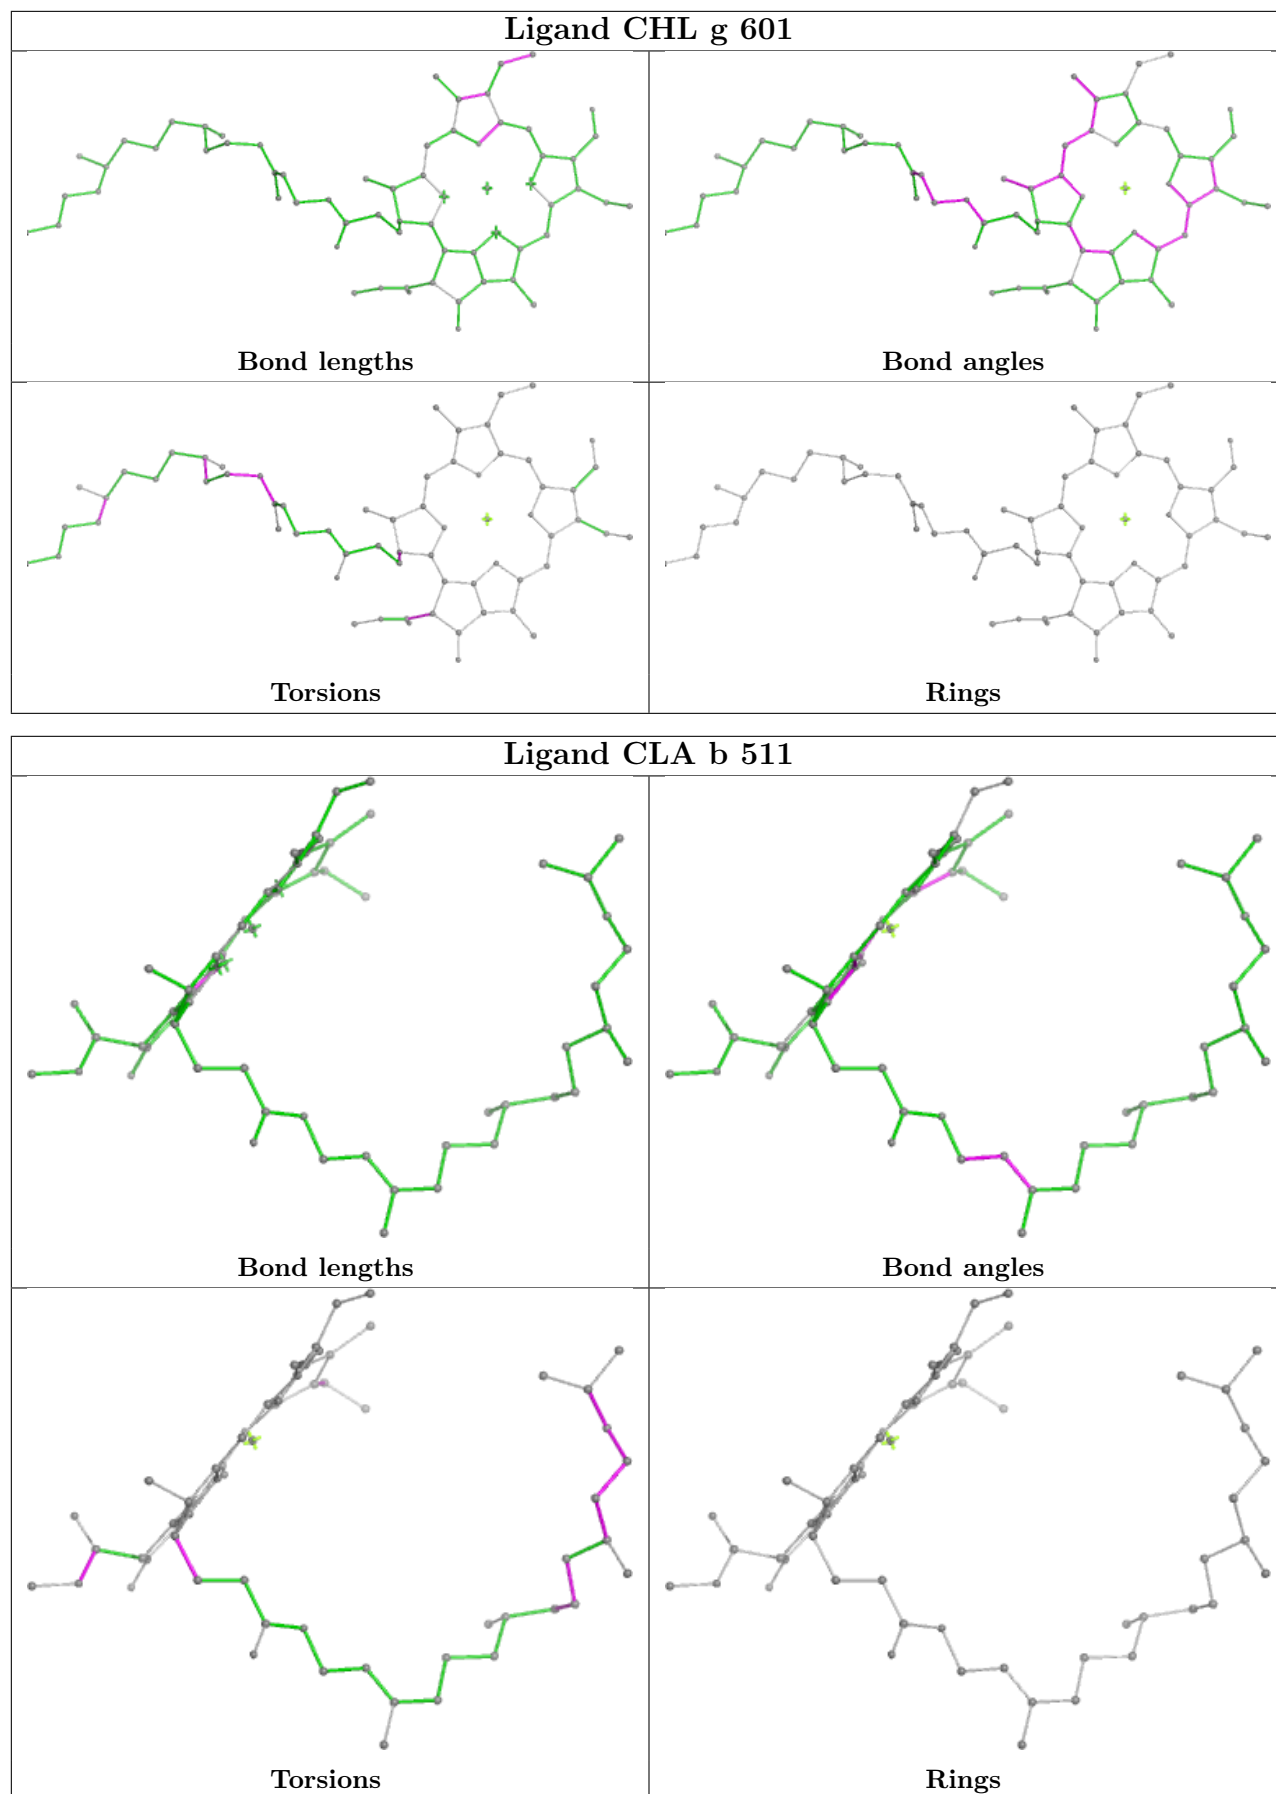 Ligand CHL g 601
Bond lengths
Bond angles
Torsions
Rings
Ligand CLA b 511
Bond lengths
Bond angles
Torsions
Rings